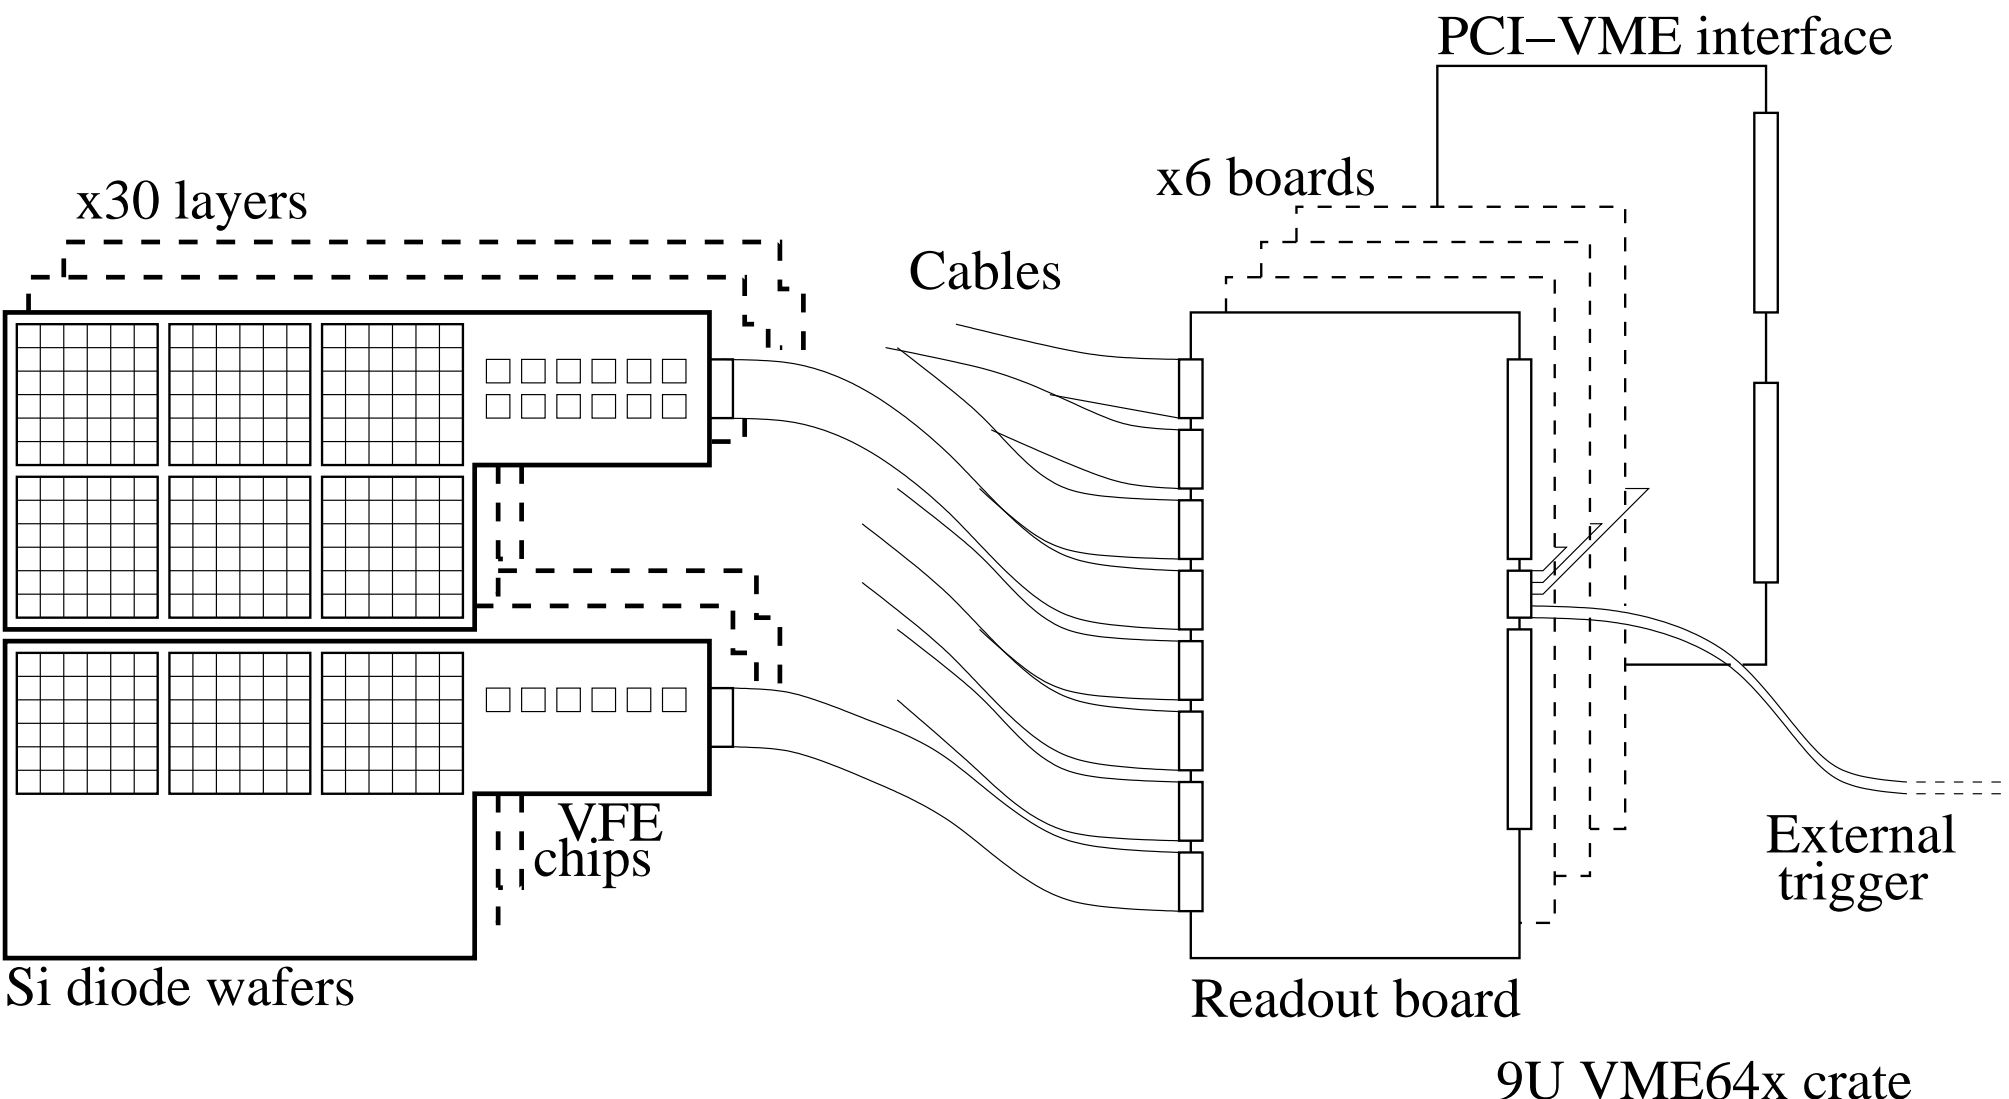 PCI–VME interface
x6 boards
x30 layers
Cables
VFE
chips
External
trigger
Si diode wafers
Readout board
9U VME64x crate